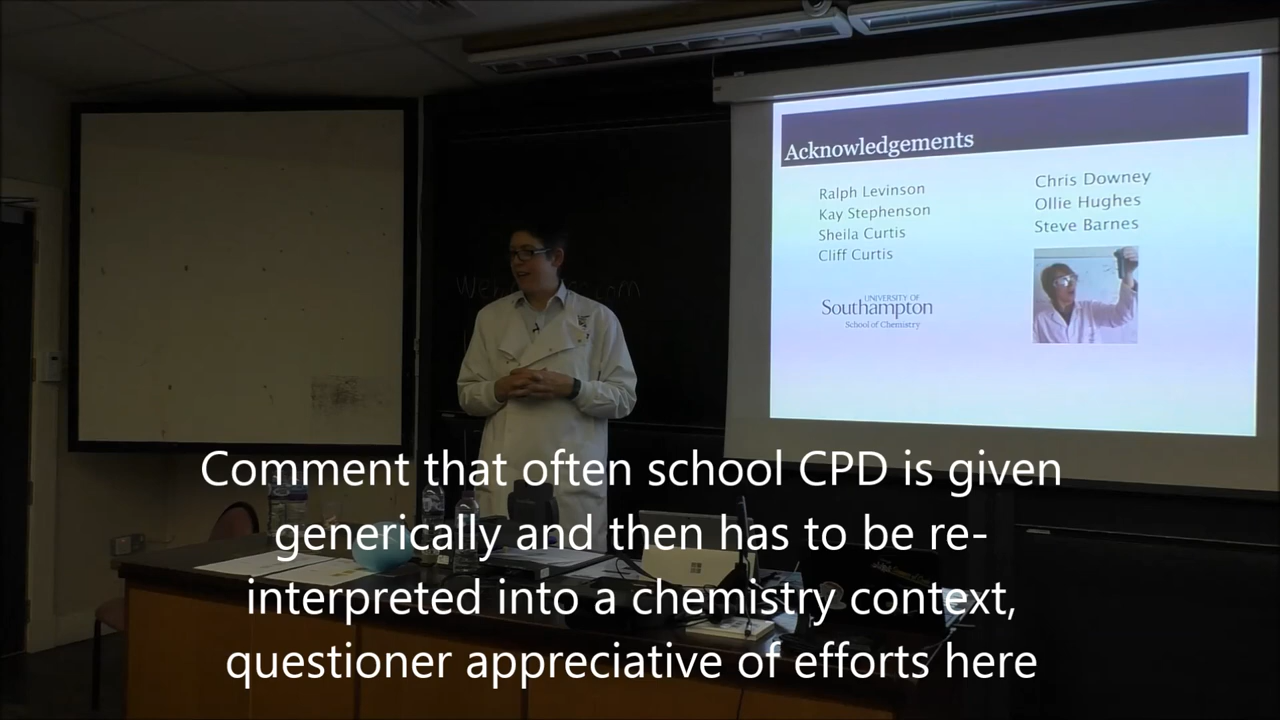 Acknowledgements
Ralph Levinson
Kay Stephenson
Sheila Curtis
Cliff Curtis
Chris Downey
Ollie Hughes
Steve Barnes
UNIVERSITY OF
Southampton
School of Chemistry
Comment that often school CPD is given
generically and then has to be re-
interpreted into a chemistry context,
questioner appreciative of efforts here